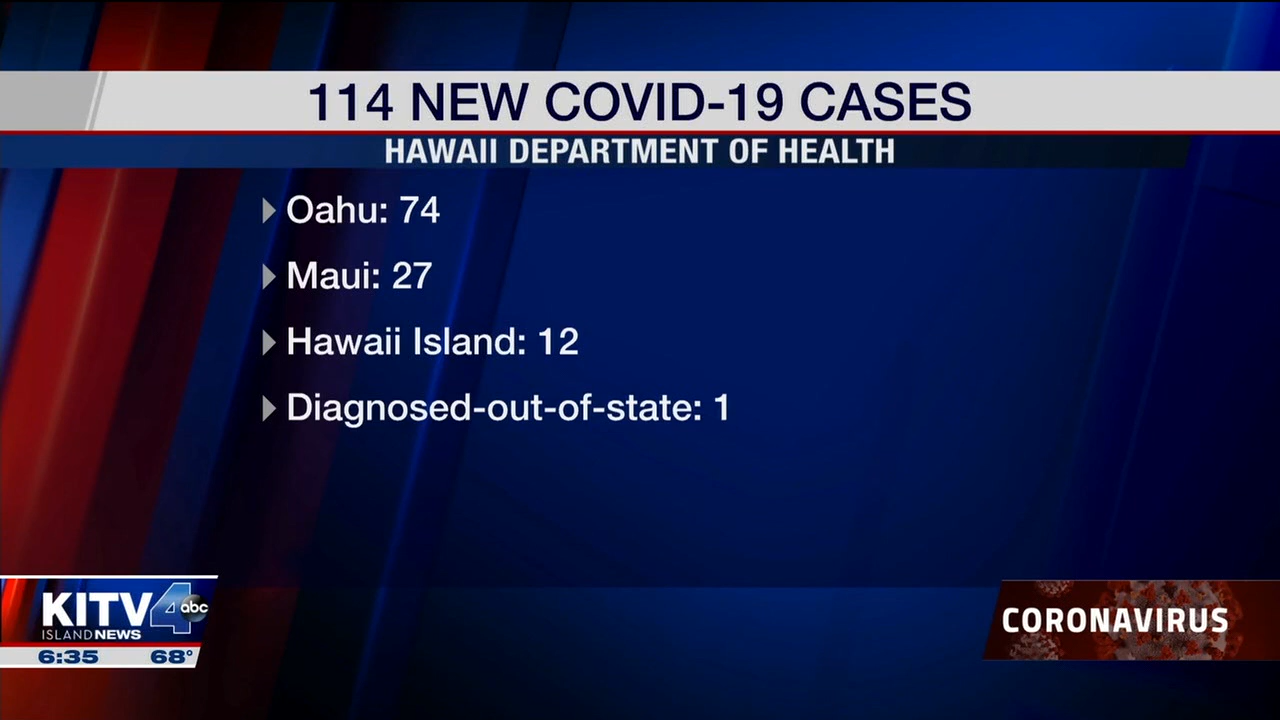 114 NEW COVID-19 CASES
HAWAII DEPARTMENT OF HEALTH
Oahu: 74
Maui: 27
Hawaii Island: 12
Diagnosed-out-of-state: 1
KITV4 abc
ISLAND NEWS
6:35 68°
CORONAVIRUS